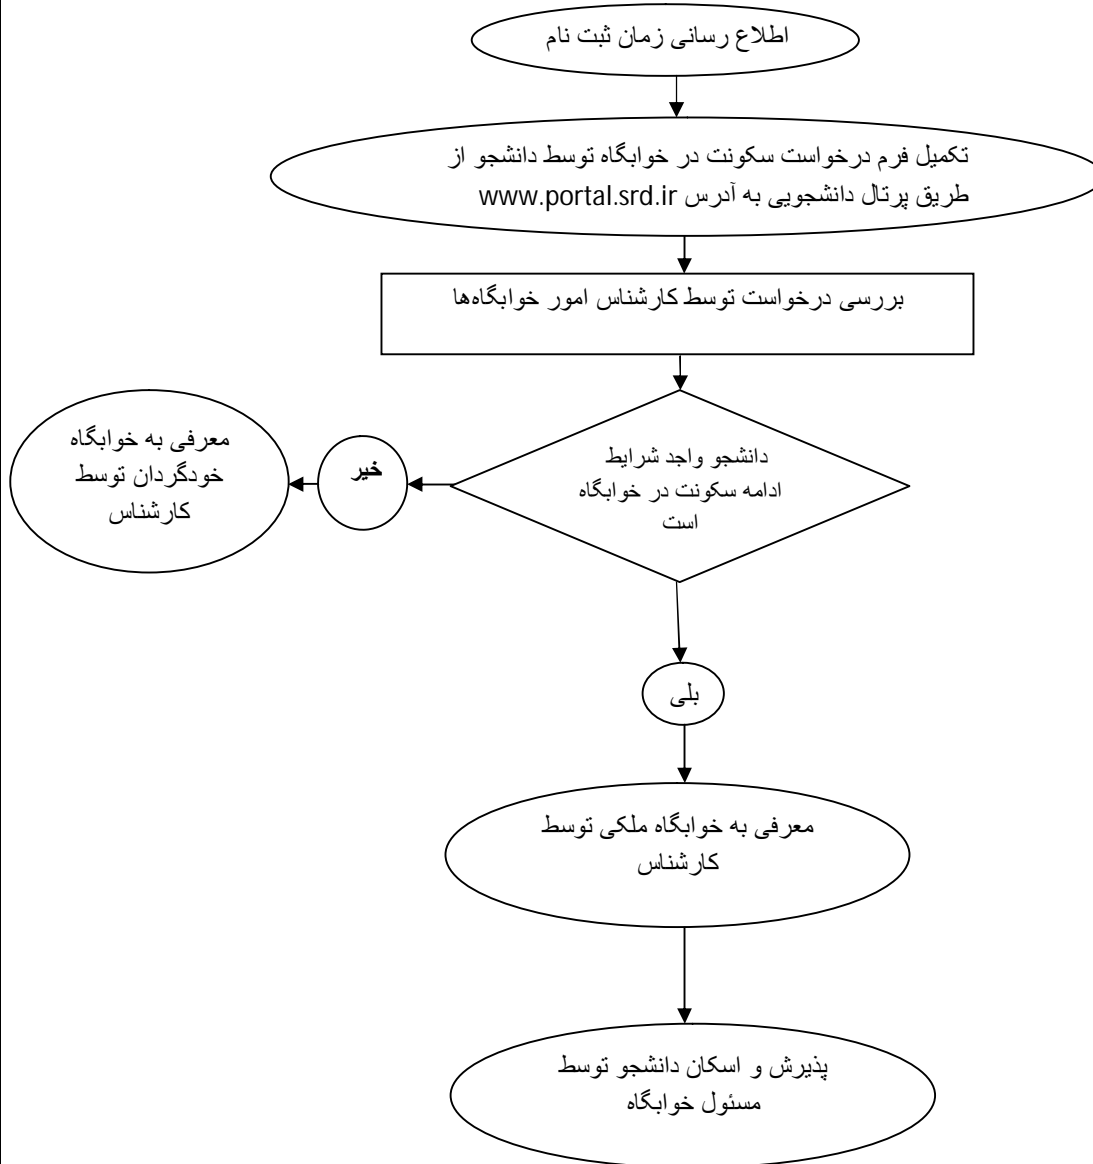 اطلاع رسانی زمان ثبت نام
تکمیل فرم درخواست سکونت در خوابگاه توسط دانشجو از
طریق پرتال دانشجویی به آدرس www.portal.srd.ir
بررسی درخواست توسط کارشناس امور خوابگاه‌ها
دانشجو واجد شرایط
ادامه سکونت در خوابگاه
است
خیر
معرفی به خوابگاه
خودگردان توسط
کارشناس
بلی
معرفی به خوابگاه ملکی توسط
کارشناس
پذیرش و اسکان دانشجو توسط
مسئول خوابگاه